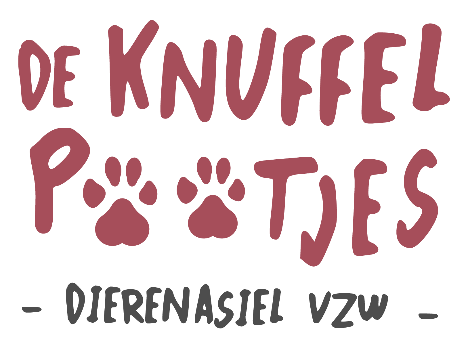 DE KNUFFEL
POOTJES
- DIERENASIEL VZW -